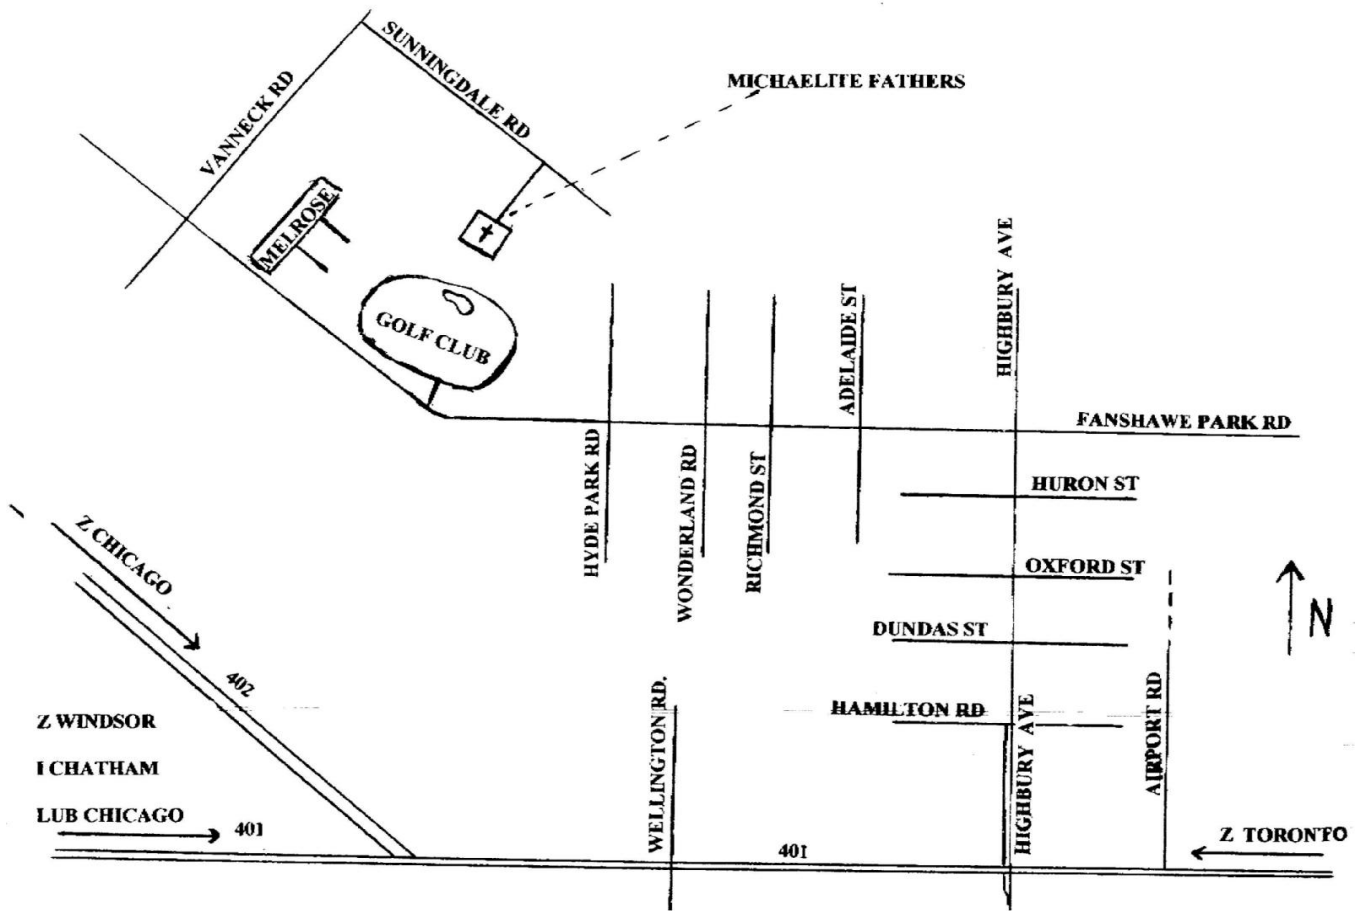 SUNNINGDALE RD
VANNECK RD
MICHAELITE FATHERS
MELROSE
GOLF CLUB
ADELAIDE ST
HIGHBURY AVE
FANSHAWE PARK RD
HYDE PARK RD
WONDERLAND RD
RICHMOND ST
HURON ST
OXFORD ST
DUNDAS ST
N
Z CHICAGO
402
HAMILTON RD
Z WINDSOR
I CHATHAM
LUB CHICAGO
401
WELLINGTON RD.
401
HIGHBURY AVE
AIRPORT RD
Z TORONTO